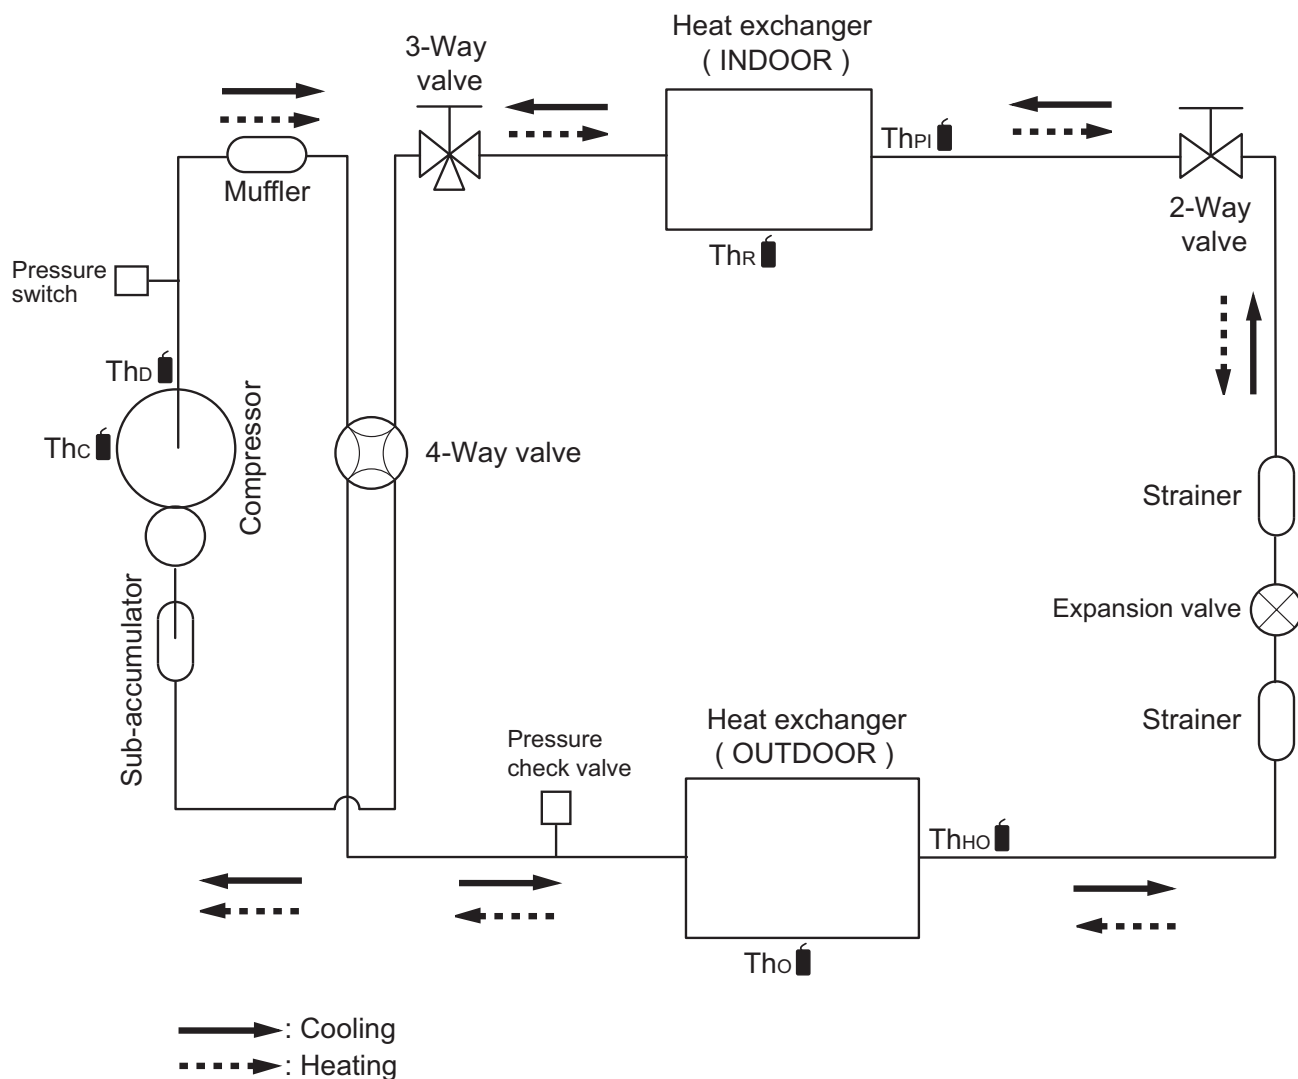 Heat exchanger
( INDOOR )
3-Way
valve
ThPI
Muffler
2-Way
valve
ThR
Pressure
switch
ThD
ThC
Compressor
4-Way valve
Strainer
Expansion valve
Sub-accumulator
Strainer
Heat exchanger
( OUTDOOR )
Pressure
check valve
ThHO
ThO
: Cooling
: Heating